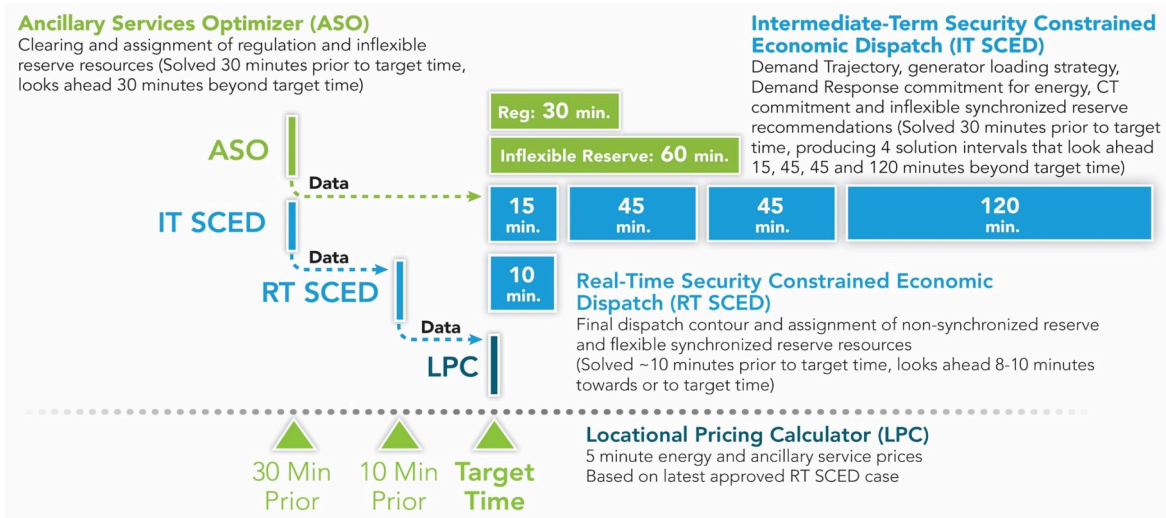 Ancillary Services Optimizer (ASO)
Clearing and assignment of regulation and inflexible
reserve resources (Solved 30 minutes prior to target time,
looks ahead 30 minutes beyond target time)
Intermediate-Term Security Constrained
Economic Dispatch (IT SCED)
Demand Trajectory, generator loading strategy,
Demand Response commitment for energy, CT
commitment and inflexible synchronized reserve
recommendations (Solved 30 minutes prior to target
time, producing 4 solution intervals that look ahead
15, 45, 45 and 120 minutes beyond target time)
Reg: 30 min.
ASO
Inflexible Reserve: 60 min.
Data
IT SCED
15
min.
45
min.
45
min.
120
min.
Data
RT SCED
10
min.
Real-Time Security Constrained Economic
Dispatch (RT SCED)
Final dispatch contour and assignment of non-synchronized reserve
and flexible synchronized reserve resources
(Solved ~10 minutes prior to target time, looks ahead 8-10 minutes
towards or to target time)
Data
LPC
30 Min
Prior
10 Min
Prior
Target
Time
Locational Pricing Calculator (LPC)
5 minute energy and ancillary service prices
Based on latest approved RT SCED case